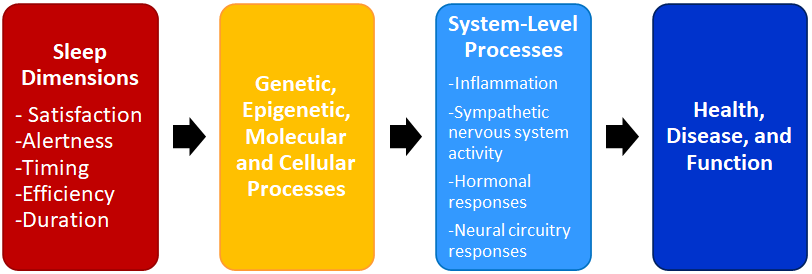 Sleep
Dimensions
- Satisfaction
-Alertness
-Timing
-Efficiency
-Duration
Genetic,
Epigenetic,
Molecular
and Cellular
Processes
System-Level
Processes
-Inflammation
-Sympathetic
nervous system
activity
-Hormonal
responses
-Neural circuitry
responses
Health,
Disease, and
Function